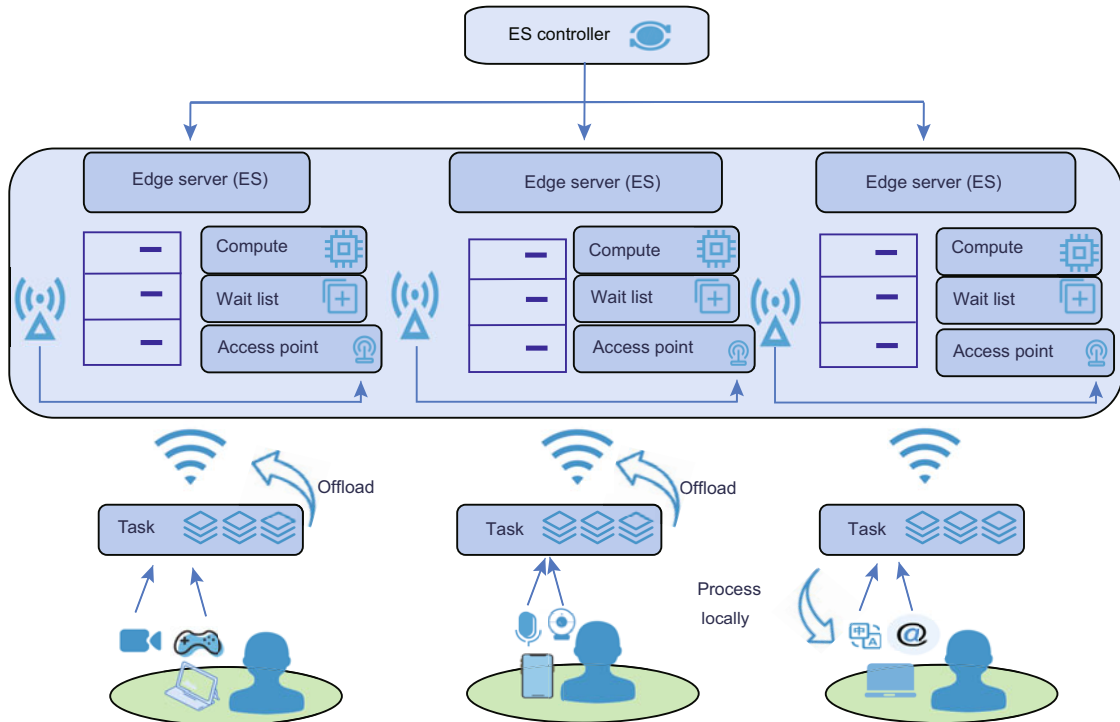 ES controller
Edge server (ES)
Edge server (ES)
Edge server (ES)
Compute
Wait list
Access point
Compute
Wait list
Access point
Compute
Wait list
Access point
Offload
Offload
Task
Task
Task
Process
locally
中
A
@